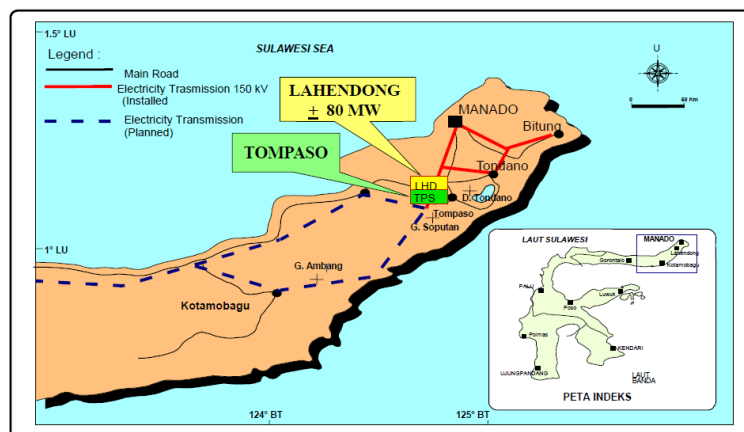 1.5° LU
SULAWESI SEA
Legend :
Main Road
Electricity Trasmission 150 kV
(Installed
Electricity Transmission
(Planned)
LAHENDONG
± 80 MW
TOMPASO
U
0 50 Km
MANADO
Bitung
Tondano
LHD
TPS
D. Tondano
Tompaso
G. Soputan
1° LU
G. Ambang
Kotamobagu
LAUT SULAWESI
MANADO
Lahendong
Gorontalo
Kotamobagu
PALU
Luwuk
Poso
Polmas
KENDARI
UJUNGPANDANG
LAUT
BANDA
PETA INDEKS
124° BT
125° BT